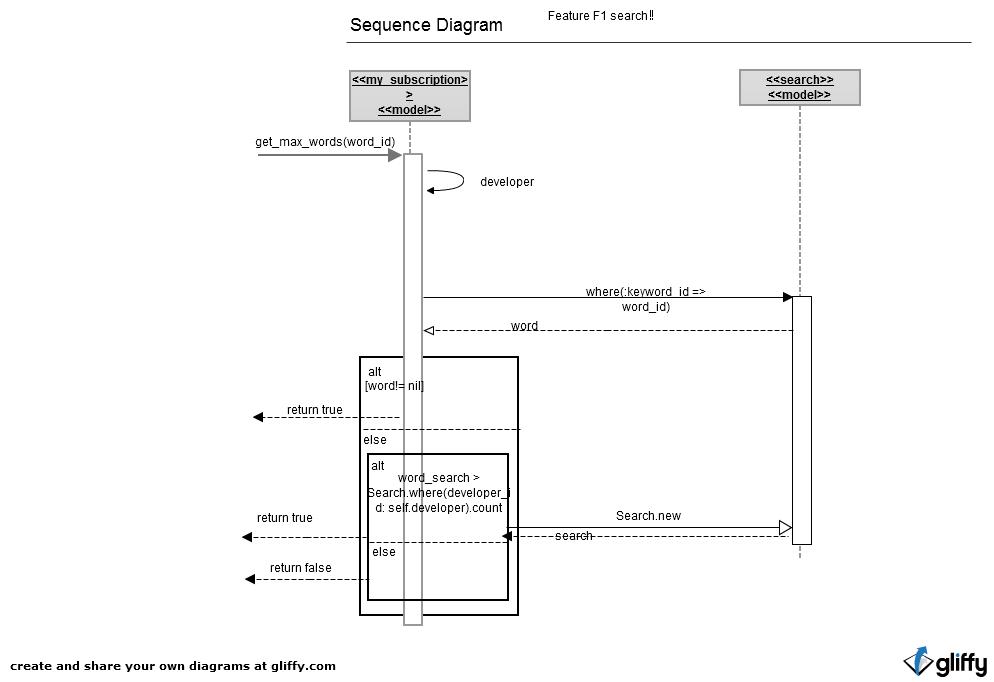 Feature F1 search!!
Sequence Diagram
<<my_subscription>
>
<<model>>
<<search>>
<<model>>
get_max_words(word_id)
developer
where(:keyword_id =>
word_id)
word
alt
[word!= nil]
return true
else
alt
word_search >
Search.where(developer_i
d: self.developer).count
return true
Search.new
search
else
return false
create and share your own diagrams at gliffy.com
gliffy